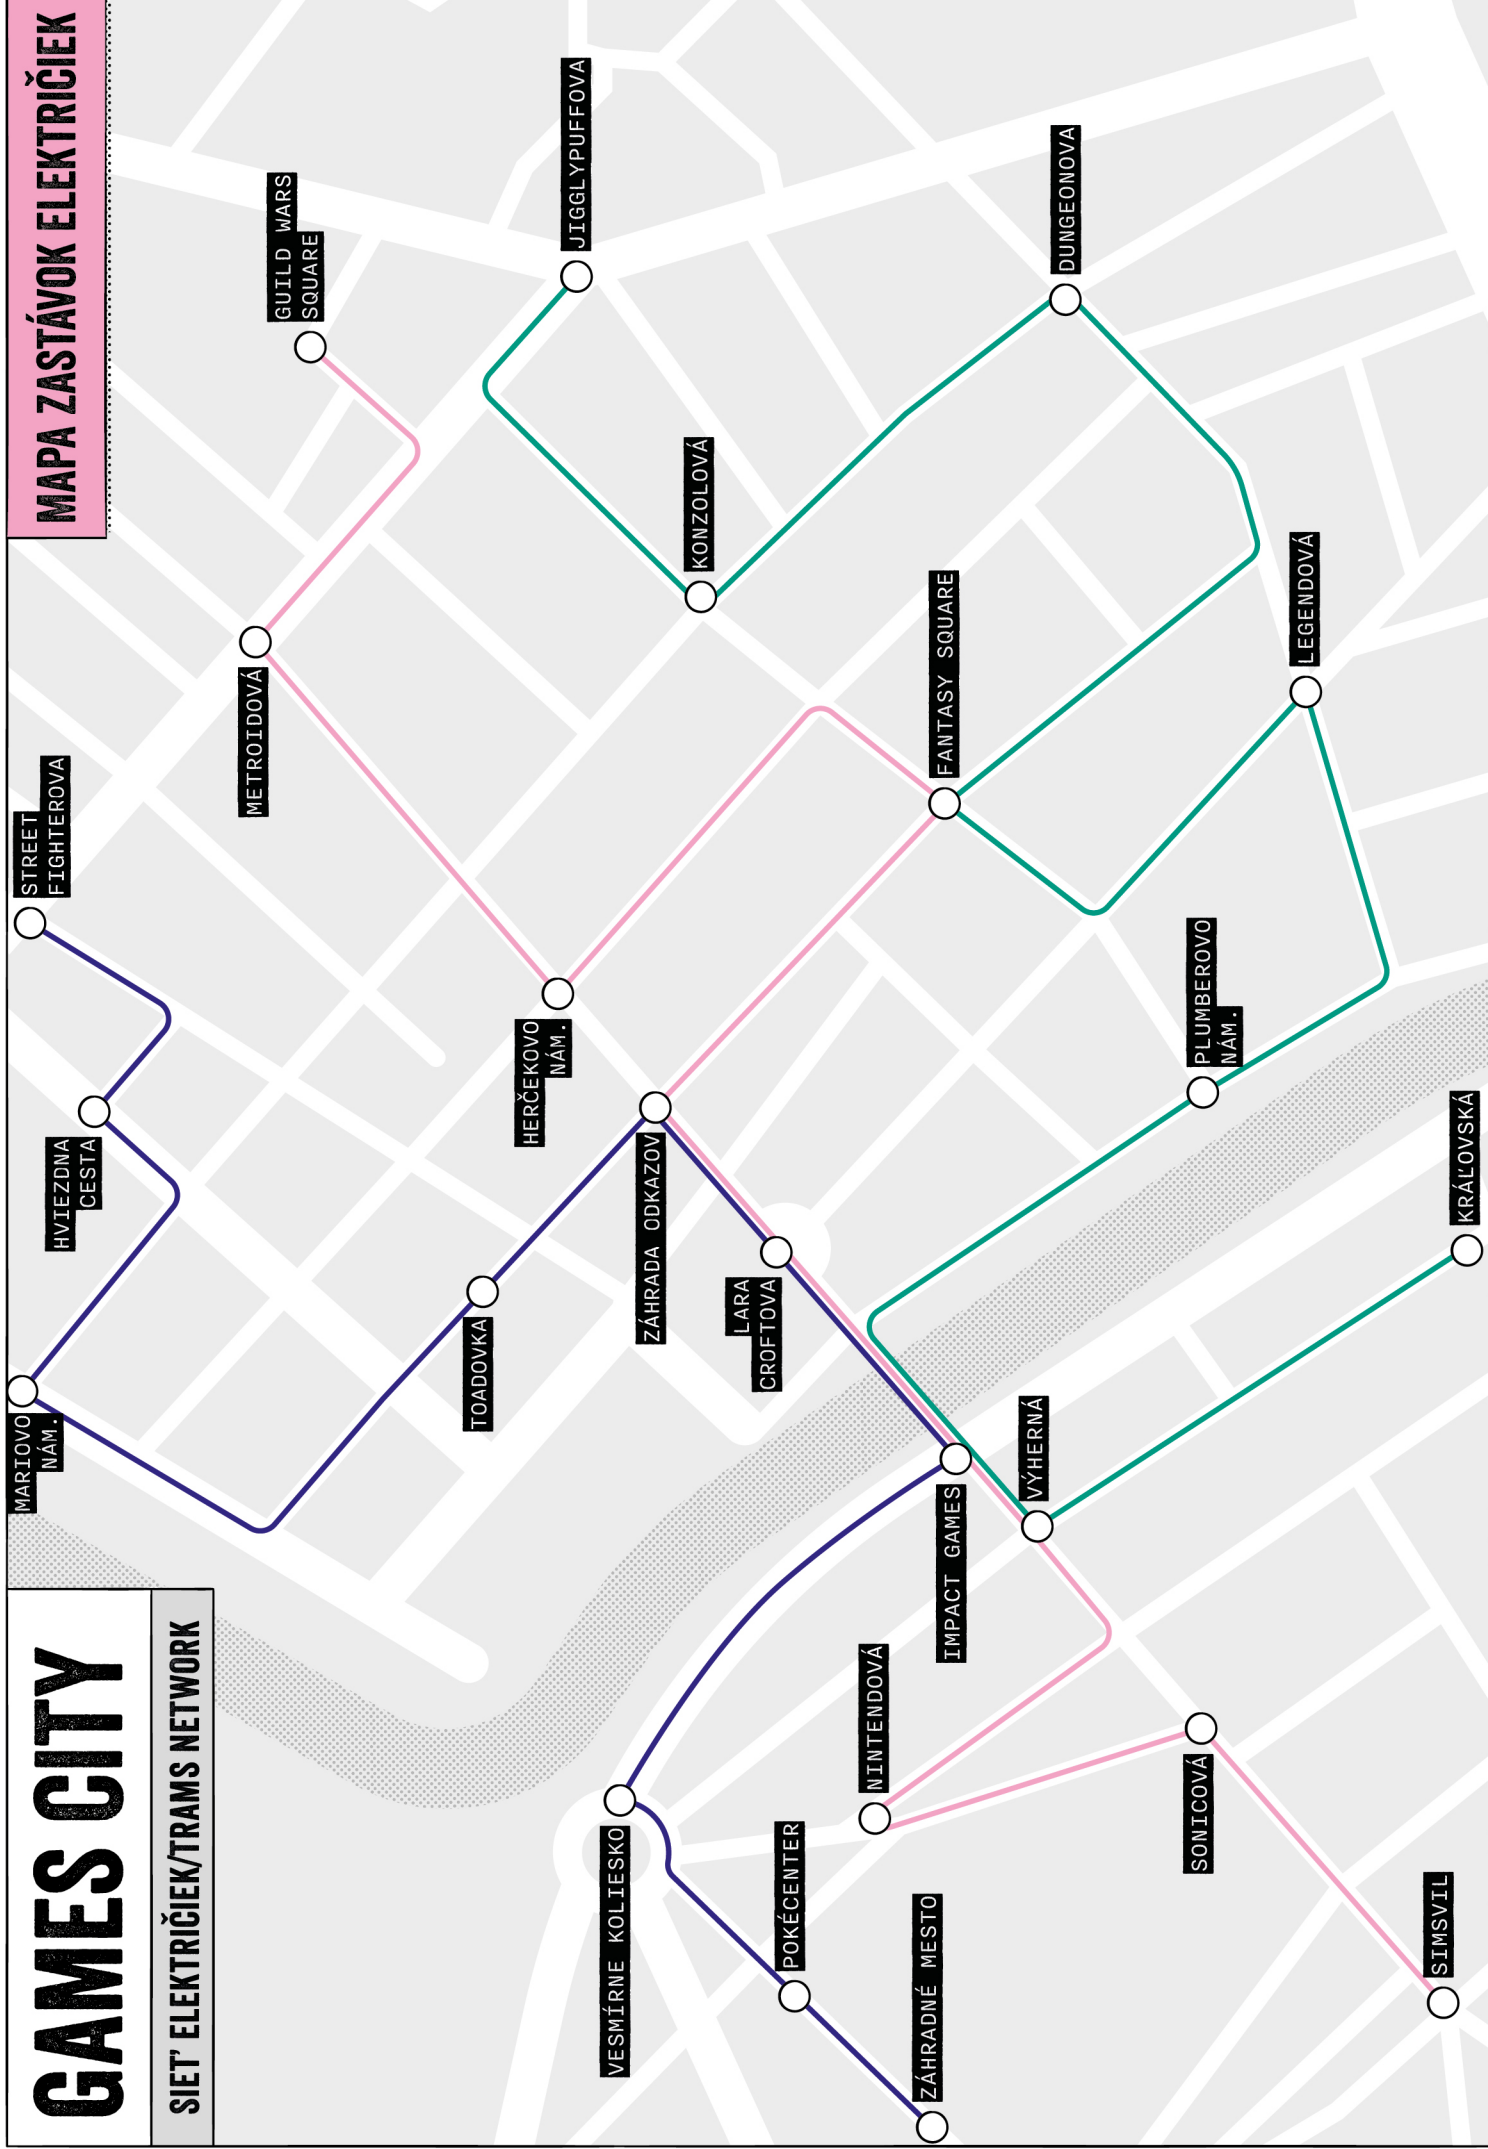 GAMES CITY
SIEŤ ELEKTRIČIEK/TRAMS NETWORK
MAPA ZASTÁVOK ELEKTRIČIEK
MARIOVO
NÁM.
STREET
FIGHTEROVA
HVIEZDNA
CESTA
METROIDOVÁ
GUILD WARS
SQUARE
TOADOVKA
HERČEKOVO
NÁM.
JIGGLYPUFFOVA
VESMÍRNE KOLIESKO
ZÁHRADA ODKAZOV
KONZOLOVÁ
LARA
CROFTOVA
POKÉCENTER
NINTENDOVÁ
ZÁHRADNÉ MESTO
IMPACT GAMES
FANTASY SQUARE
VÝHERNÁ
DUNGEONOVA
SONICOVÁ
PLUMBEROVO
NÁM.
LEGENDOVÁ
SIMSVIL
KRÁĽOVSKÁ